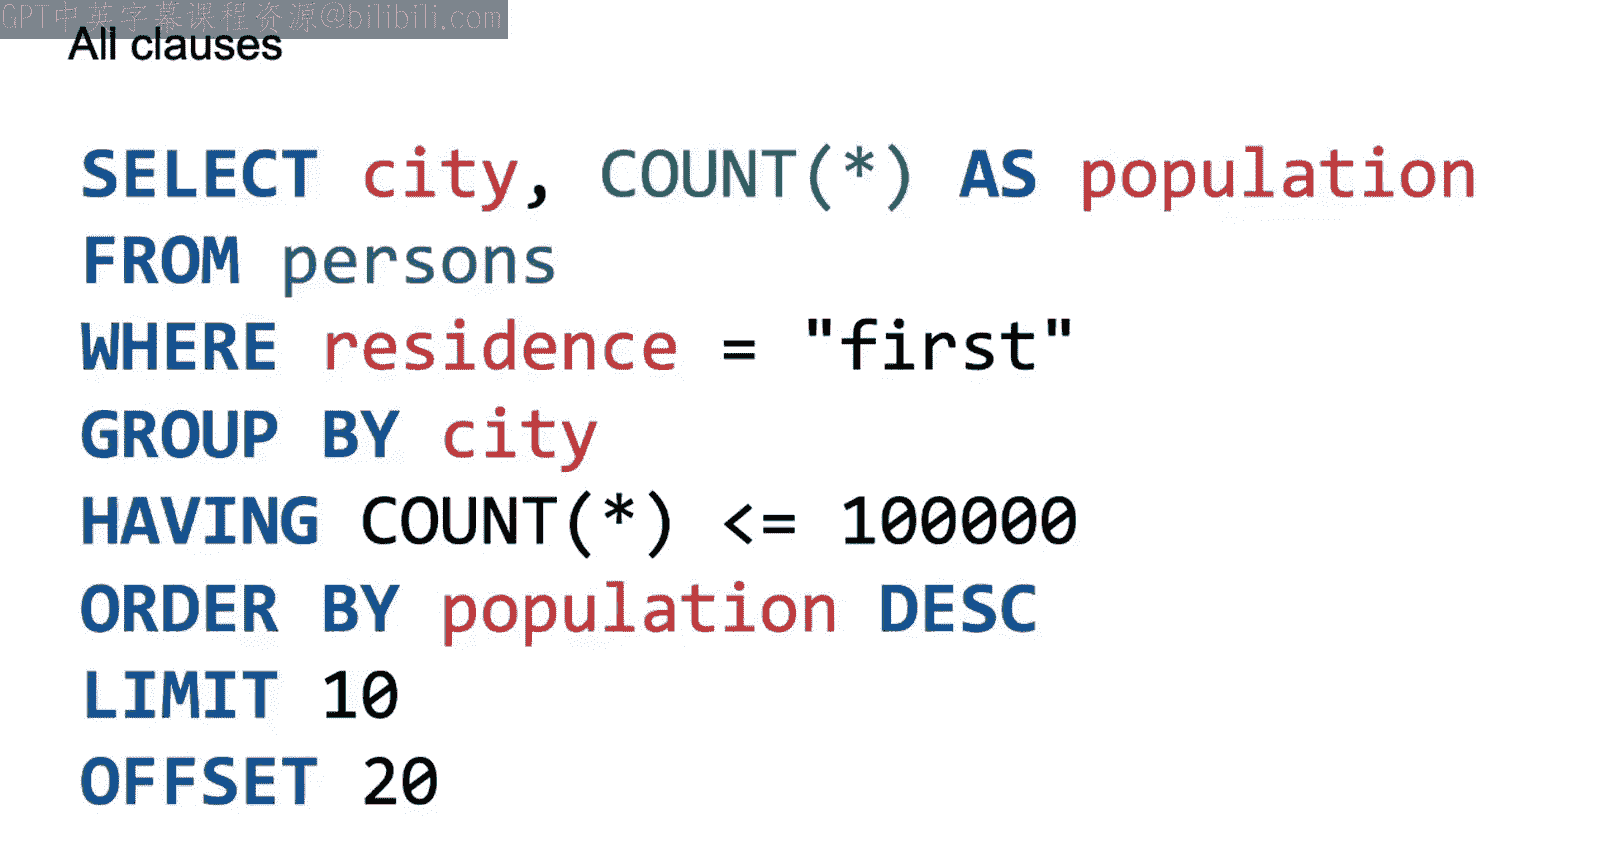 GPT中英字幕课程资源@bilibili.com
All clauses
SELECT city, COUNT(*) AS population
FROM persons
WHERE residence = "first"
GROUP BY city
HAVING COUNT(*) <= 100000
ORDER BY population DESC
LIMIT 10
OFFSET 20